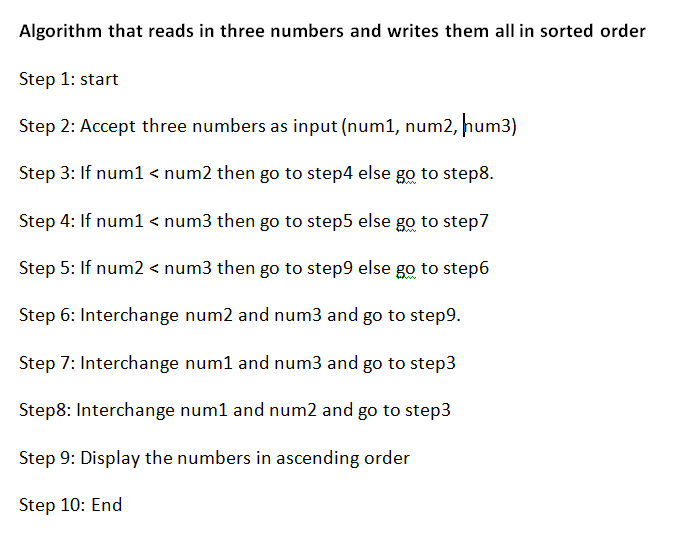 Algorithm that reads in three numbers and writes them all in sorted order
Step 1: start
Step 2: Accept three numbers as input (num1, num2, num3)
Step 3: If num1 < num2 then go to step4 else go to step8.
Step 4: If num1 < num3 then go to step5 else go to step7
Step 5: If num2 < num3 then go to step9 else go to step6
Step 6: Interchange num2 and num3 and go to step9.
Step 7: Interchange num1 and num3 and go to step3
Step8: Interchange num1 and num2 and go to step3
Step 9: Display the numbers in ascending order
Step 10: End